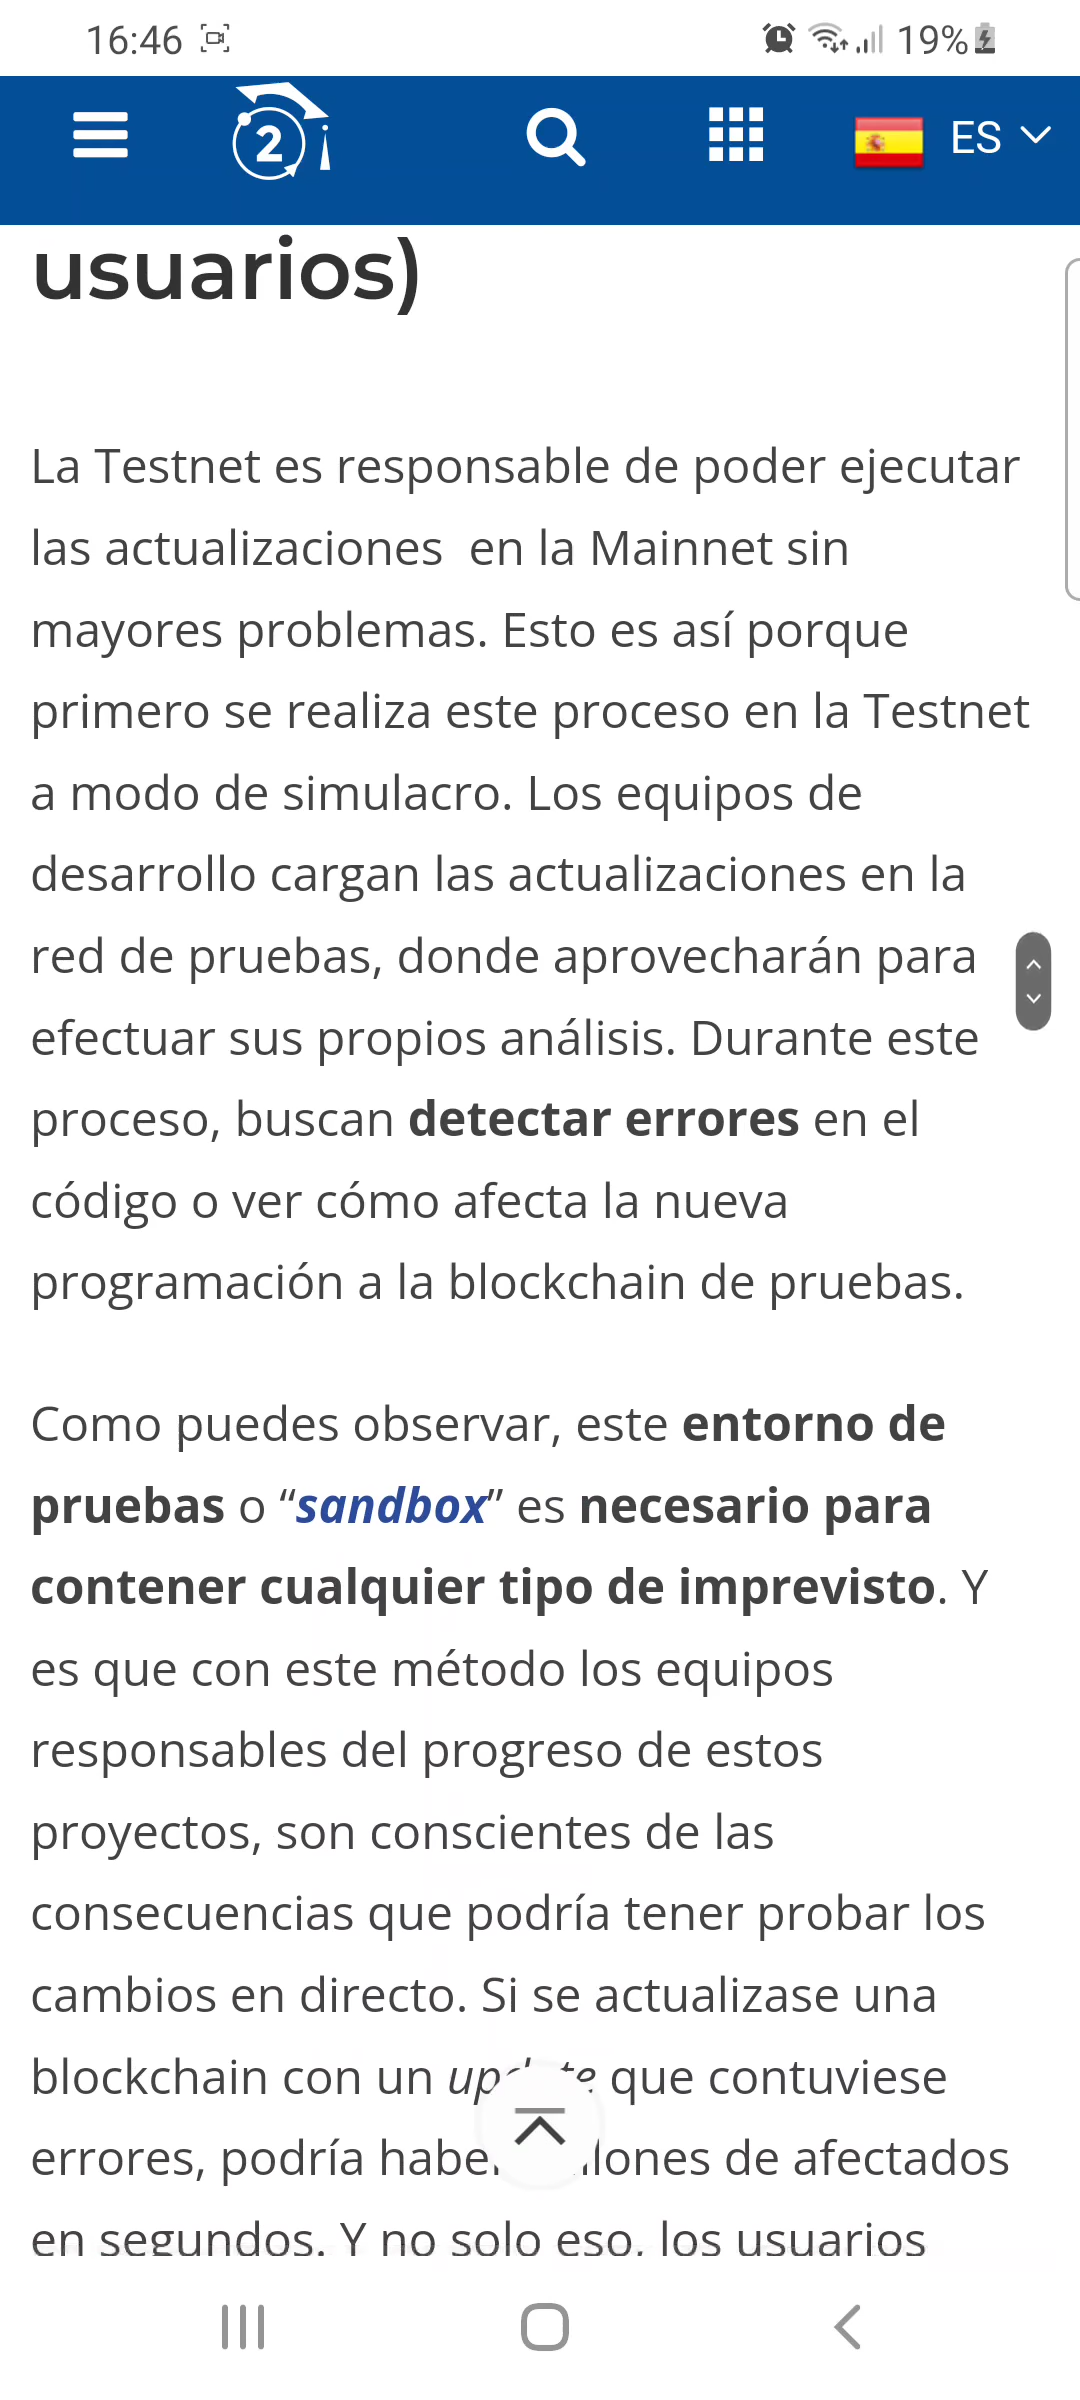 16:46
19%
2
ES
usuarios)
La Testnet es responsable de poder ejecutar
las actualizaciones en la Mainnet sin
mayores problemas. Esto es así porque
primero se realiza este proceso en la Testnet
a modo de simulacro. Los equipos de
desarrollo cargan las actualizaciones en la
red de pruebas, donde aprovecharán para
efectuar sus propios análisis. Durante este
proceso, buscan detectar errores en el
código o ver cómo afecta la nueva
programación a la blockchain de pruebas.
Como puedes observar, este entorno de
pruebas o “sandbox” es necesario para
contener cualquier tipo de imprevisto. Y
es que con este método los equipos
responsables del progreso de estos
proyectos, son conscientes de las
consecuencias que podría tener probar los
cambios en directo. Si se actualizase una
blockchain con un que contuviese
errores, podría de afectados
en segundos. Y no solo eso, los usuarios